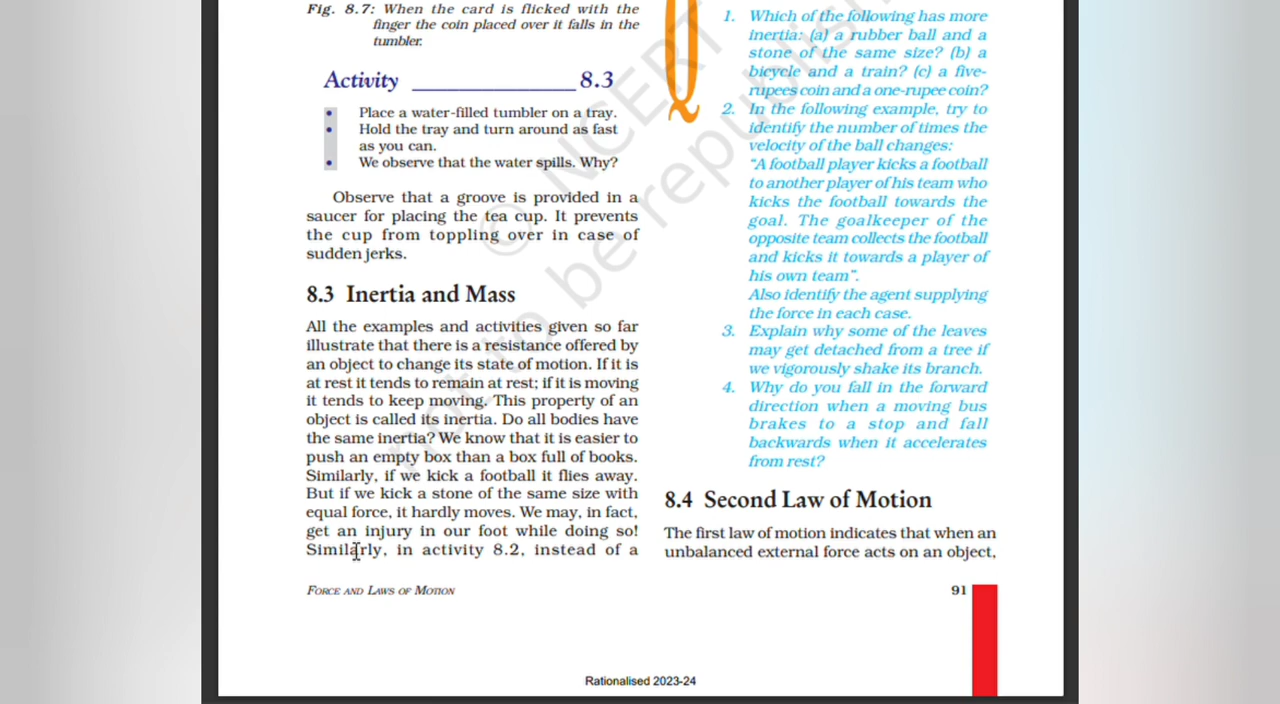 Fig. 8.7: When the card is flicked with the
finger the coin placed over it falls in the
tumbler.
Activity ______________ 8.3
• Place a water-filled tumbler on a tray.
• Hold the tray and turn around as fast
as you can.
• We observe that the water spills. Why?
Observe that a groove is provided in a
saucer for placing the tea cup. It prevents
the cup from toppling over in case of
sudden jerks.
8.3 Inertia and Mass
All the examples and activities given so far
illustrate that there is a resistance offered by
an object to change its state of motion. If it is
at rest it tends to remain at rest; if it is moving
it tends to keep moving. This property of an
object is called its inertia. Do all bodies have
the same inertia? We know that it is easier to
push an empty box than a box full of books.
Similarly, if we kick a football it flies away.
But if we kick a stone of the same size with
equal force, it hardly moves. We may, in fact,
get an injury in our foot while doing so!
Similarly, in activity 8.2, instead of a
Q
1. Which of the following has more
inertia: (a) a rubber ball and a
stone of the same size? (b) a
bicycle and a train? (c) a five-
rupees coin and a one-rupee coin?
2. In the following example, try to
identify the number of times the
velocity of the ball changes:
“A football player kicks a football
to another player of his team who
kicks the football towards the
goal. The goalkeeper of the
opposite team collects the football
and kicks it towards a player of
his own team”.
Also identify the agent supplying
the force in each case.
3. Explain why some of the leaves
may get detached from a tree if
we vigorously shake its branch.
4. Why do you fall in the forward
direction when a moving bus
brakes to a stop and fall
backwards when it accelerates
from rest?
8.4 Second Law of Motion
The first law of motion indicates that when an
unbalanced external force acts on an object,
FORCE AND LAWS OF MOTION
91
Rationalised 2023-24
© NCERT
not to be republish